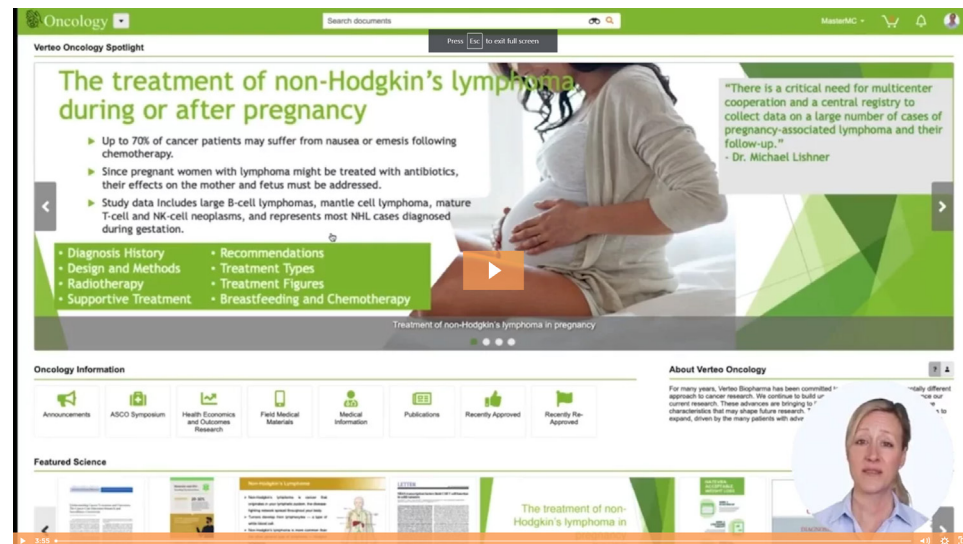 Oncology
Search documents
MasterMC
Press Esc to exit full screen
Verteo Oncology Spotlight
The treatment of non-Hodgkin's lymphoma
during or after pregnancy
Up to 70% of cancer patients may suffer from nausea or emesis following
chemotherapy.
Since pregnant women with lymphoma might be treated with antibiotics,
their effects on the mother and fetus must be addressed.
Study data includes large B-cell lymphomas, mantle cell lymphoma, mature
T-cell and NK-cell neoplasms, and represents most NHL cases diagnosed
during gestation.
• Diagnosis History
• Design and Methods
• Radiotherapy
• Supportive Treatment
• Recommendations
• Treatment Types
• Treatment Figures
• Breastfeeding and Chemotherapy
"There is a critical need for multicenter
cooperation and a central registry to
collect data on a large number of cases of
pregnancy-associated lymphoma and their
follow-up."
- Dr. Michael Lishner
Treatment of non-Hodgkin's lymphoma in pregnancy
Oncology Information
Announcements
ASCO Symposium
Health Economics
and Outcomes
Research
Field Medical
Materials
Medical
Information
Publications
Recently Approved
Recently Re-
Approved
About Verteo Oncology
?
For many years, Verteo Biopharma has been committed
approach to cancer research. We continue to build
current research. These advances are bringing to
characteristics that may shape future research.
expand, driven by the many patients with
Featured Science
Non-Hodgkin's Lymphoma
LETTER
The treatment of
non-Hodgkin's
lymphoma in
3:55